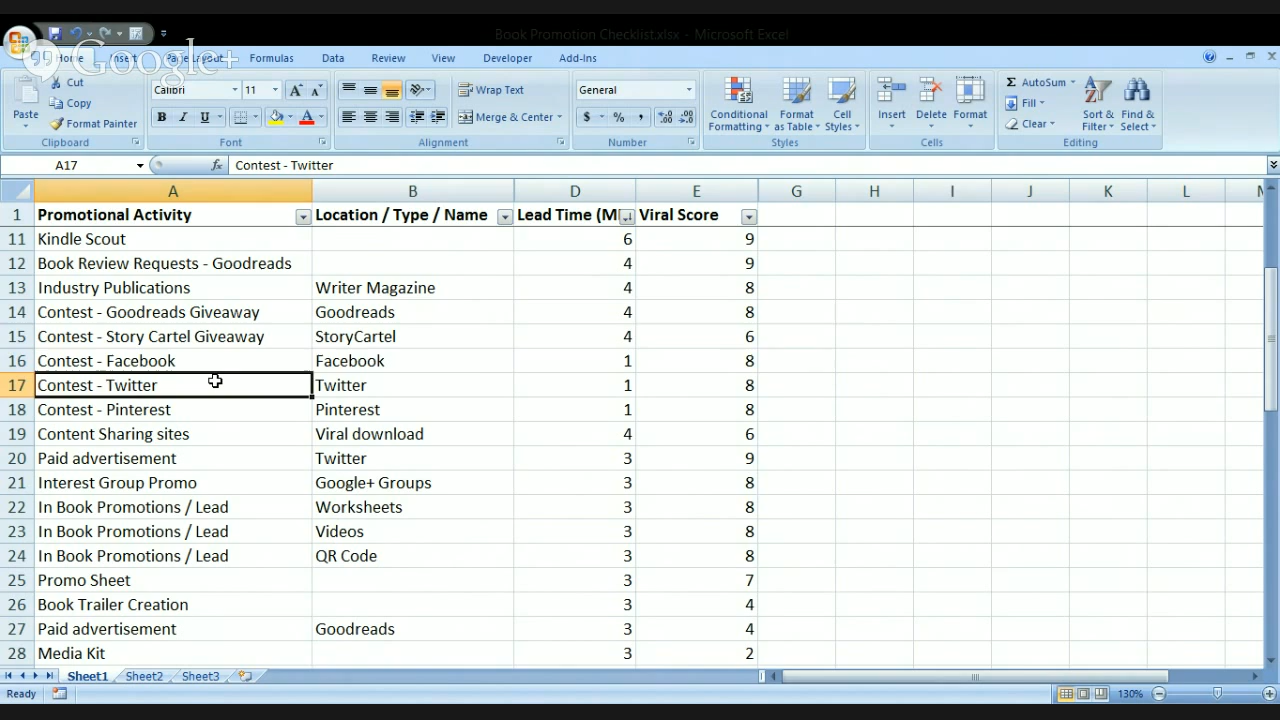 Book Promotion Checklist.xlsx - Microsoft Excel
Google+
Home Insert Page Layout Formulas Data Review View Developer Add-Ins
Cut Calibri 11 Wrap Text General AutoSum
Copy Fill
Paste Format Painter Merge & Center $ % , Conditional Formatting Format as Table Cell Styles Insert Delete Format Clear Sort & Filter Find & Select
Clipboard Font Alignment Number Styles Cells Editing
A17 fx Contest - Twitter
A B D E G H I J K L M
1 Promotional Activity Location / Type / Name Lead Time (M Viral Score
11 Kindle Scout 6 9
12 Book Review Requests - Goodreads 4 9
13 Industry Publications Writer Magazine 4 8
14 Contest - Goodreads Giveaway Goodreads 4 8
15 Contest - Story Cartel Giveaway StoryCartel 4 6
16 Contest - Facebook Facebook 1 8
17 Contest - Twitter Twitter 1 8
18 Contest - Pinterest Pinterest 1 8
19 Content Sharing sites Viral download 4 6
20 Paid advertisement Twitter 3 9
21 Interest Group Promo Google+ Groups 3 8
22 In Book Promotions / Lead Worksheets 3 8
23 In Book Promotions / Lead Videos 3 8
24 In Book Promotions / Lead QR Code 3 8
25 Promo Sheet 3 7
26 Book Trailer Creation 3 4
27 Paid advertisement Goodreads 3 4
28 Media Kit 3 2
Sheet1 Sheet2 Sheet3
Ready 130%